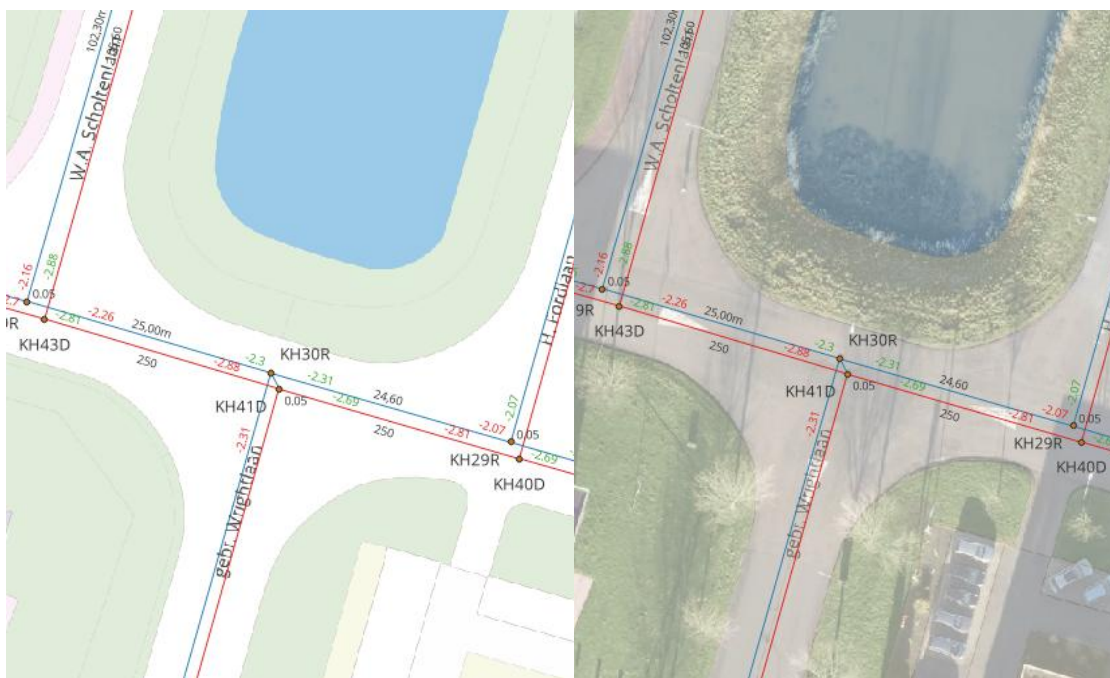 102,30m
W.A. Scholtenlaan
-2.16
-2.88
0.05
KH43D
-2.81
-2.26
25,00m
250
-2.88
-2.3
KH30R
-2.31
KH41D
0.05
-2.69
24,60
250
-2.31
gebr. Wrightlaan
H. Fordlaan
-2.07
-2.81
-2.07
0.05
KH29R
-2.69
KH40D
W.A. Scholtenlaan
-2.16
-2.88
-2.7
9R
0.05
KH43D
-2.81
-2.26
25,00m
250
-2.88
-2.3
KH30R
-2.31
KH41D
0.05
-2.69
24,60
250
-2.31
gebr. Wrightlaan
-2.07
-2.81
-2.07
0.05
KH29R
KH40D